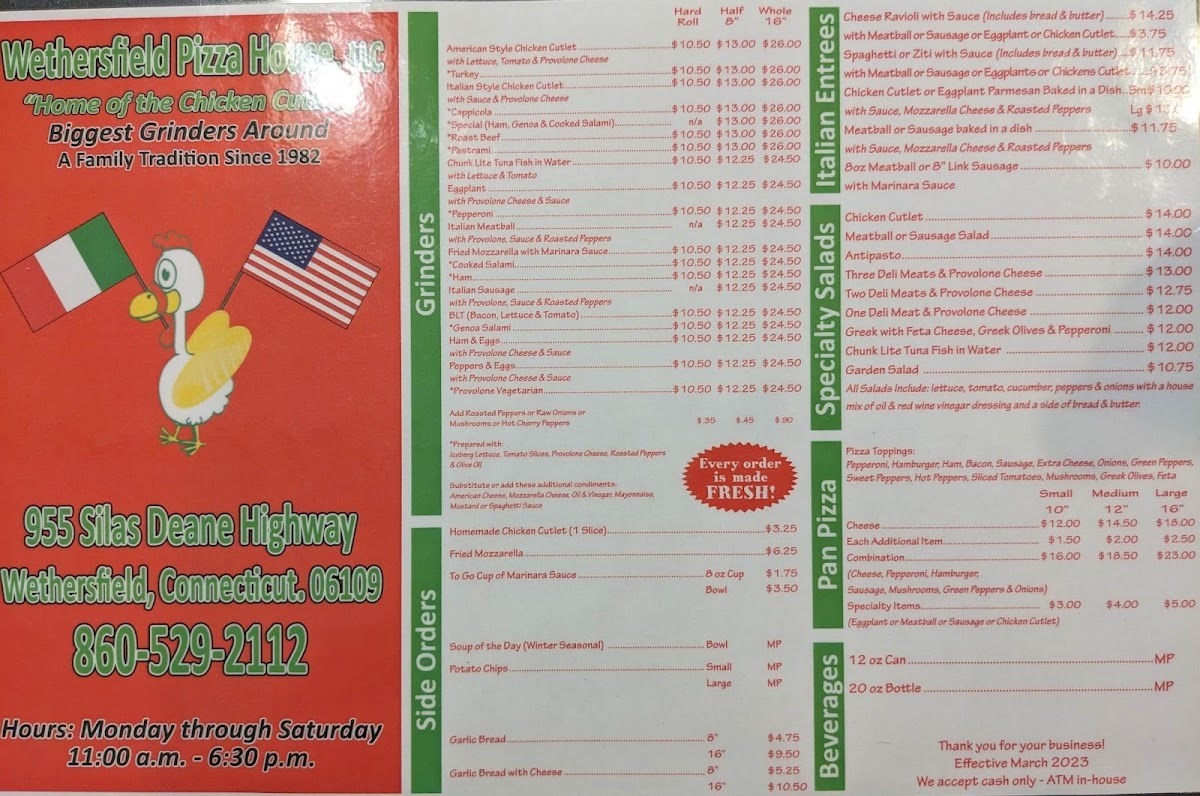 Wethersfield Pizza House, LLC
"Home of the Chicken
Biggest Grinders Around
A Family Tradition Since 1982
955 Silas Deane Highway
Wethersfield, Connecticut. 06109
860-529-2112
Hours: Monday through Saturday
11:00 a.m. - 6:30 p.m.
Grinders
Hard Roll Half 8" Whole 16"
American Style Chicken Cutlet $10.50 $13.00 $26.00
with Lettuce, Tomato & Provolone Cheese
*Turkey $10.50 $13.00 $26.00
Italian Style Chicken Cutlet $10.50 $13.00 $26.00
with Sauce & Provolone Cheese
*Cappicola $10.50 $13.00 $26.00
*Special (Ham, Genoa & Cooked Salami) n/a $13.00 $26.00
*Roast Beef $10.50 $13.00 $26.00
*Pastrami $10.50 $13.00 $26.00
Chunk Lite Tuna Fish in Water $10.50 $12.25 $24.50
with Lettuce & Tomato
Eggplant $10.50 $12.25 $24.50
with Provolone Cheese & Sauce
*Pepperoni $10.50 $12.25 $24.50
Italian Meatball n/a $12.25 $24.50
with Provolone, Sauce & Roasted Peppers
Fried Mozzarella with Marinara Sauce $10.50 $12.25 $24.50
*Cooked Salami $10.50 $12.25 $24.50
*Ham $10.50 $12.25 $24.50
Italian Sausage n/a $12.25 $24.50
with Provolone, Sauce & Roasted Peppers
BLT (Bacon, Lettuce & Tomato) $10.50 $12.25 $24.50
*Genoa Salami $10.50 $12.25 $24.50
Ham & Eggs $10.50 $12.25 $24.50
with Provolone Cheese & Sauce
Peppers & Eggs $10.50 $12.25 $24.50
with Provolone Cheese & Sauce
*Provolone Vegetarian $10.50 $12.25 $24.50
Add Roasted Peppers or Raw Onions or
Mushrooms or Hot Cherry Peppers $.35 $.45 $.90
*Prepared with:
Iceberg Lettuce, Tomato Slices, Provolone Cheese, Roasted Peppers
& Olive Oil
Substitute or add these additional condiments:
American Cheese, Mozzarella Cheese, Oil & Vinegar, Mayonnaise,
Mustard or Spaghetti Sauce
Every order
is made
FRESH!
Side Orders
Homemade Chicken Cutlet (1 Slice) $3.25
Fried Mozzarella $6.25
To Go Cup of Marinara Sauce 8 oz Cup $1.75
Bowl $3.50
Soup of the Day (Winter Seasonal) Bowl MP
Potato Chips Small MP
Large MP
Garlic Bread 8" $4.75
16" $9.50
Garlic Bread with Cheese 8" $5.25
16" $10.50
Italian Entrees
Cheese Ravioli with Sauce (Includes bread & butter) $14.25
with Meatball or Sausage or Eggplant or Chicken Cutlet $3.75
Spaghetti or Ziti with Sauce (Includes bread & butter) $11.75
with Meatball or Sausage or Eggplants or Chickens Cutlet $3.75
Chicken Cutlet or Eggplant Parmesan Baked in a Dish Sm $10.00
with Sauce, Mozzarella Cheese & Roasted Peppers Lg
Meatball or Sausage baked in a dish $11.75
with Sauce, Mozzarella Cheese & Roasted Peppers
8oz Meatball or 8" Link Sausage $10.00
with Marinara Sauce
Specialty Salads
Chicken Cutlet $14.00
Meatball or Sausage Salad $14.00
Antipasto $14.00
Three Deli Meats & Provolone Cheese $13.00
Two Deli Meats & Provolone Cheese $12.75
One Deli Meat & Provolone Cheese $12.00
Greek with Feta Cheese, Greek Olives & Pepperoni $12.00
Chunk Lite Tuna Fish in Water $12.00
Garden Salad $10.75
All Salads Include: lettuce, tomato, cucumber, peppers & onions with a house
mix of oil & red wine vinegar dressing and a side of bread & butter.
Pan Pizza
Pizza Toppings:
Pepperoni, Hamburger, Ham, Bacon, Sausage, Extra Cheese, Onions, Green Peppers,
Sweet Peppers, Hot Peppers, Sliced Tomatoes, Mushrooms, Greek Olives, Feta
Small Medium Large
10" 12" 16"
Cheese $12.00 $14.50 $18.00
Each Additional Item $1.50 $2.00 $2.50
Combination $16.00 $18.50 $23.00
(Cheese, Pepperoni, Hamburger,
Sausage, Mushrooms, Green Peppers & Onions)
Specialty Items $3.00 $4.00 $5.00
(Eggplant or Meatball or Sausage or Chicken Cutlet)
Beverages
12 oz Can MP
20 oz Bottle MP
Thank you for your business!
Effective March 2023
We accept cash only - ATM in-house